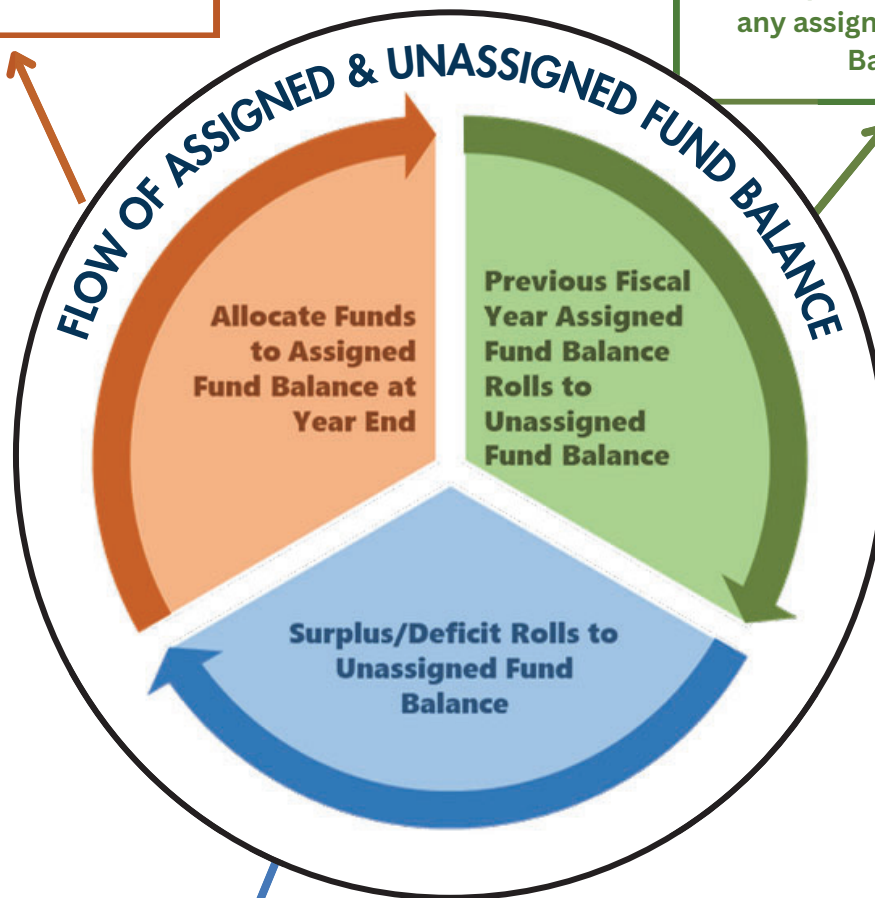 any assign
Ba
FLOW OF ASSIGNED & UNASSIGNED FUND BALANCE
Allocate Funds
to Assigned
Fund Balance at
Year End
Previous Fiscal
Year Assigned
Fund Balance
Rolls to
Unassigned
Fund Balance
Surplus/Deficit Rolls to
Unassigned Fund
Balance